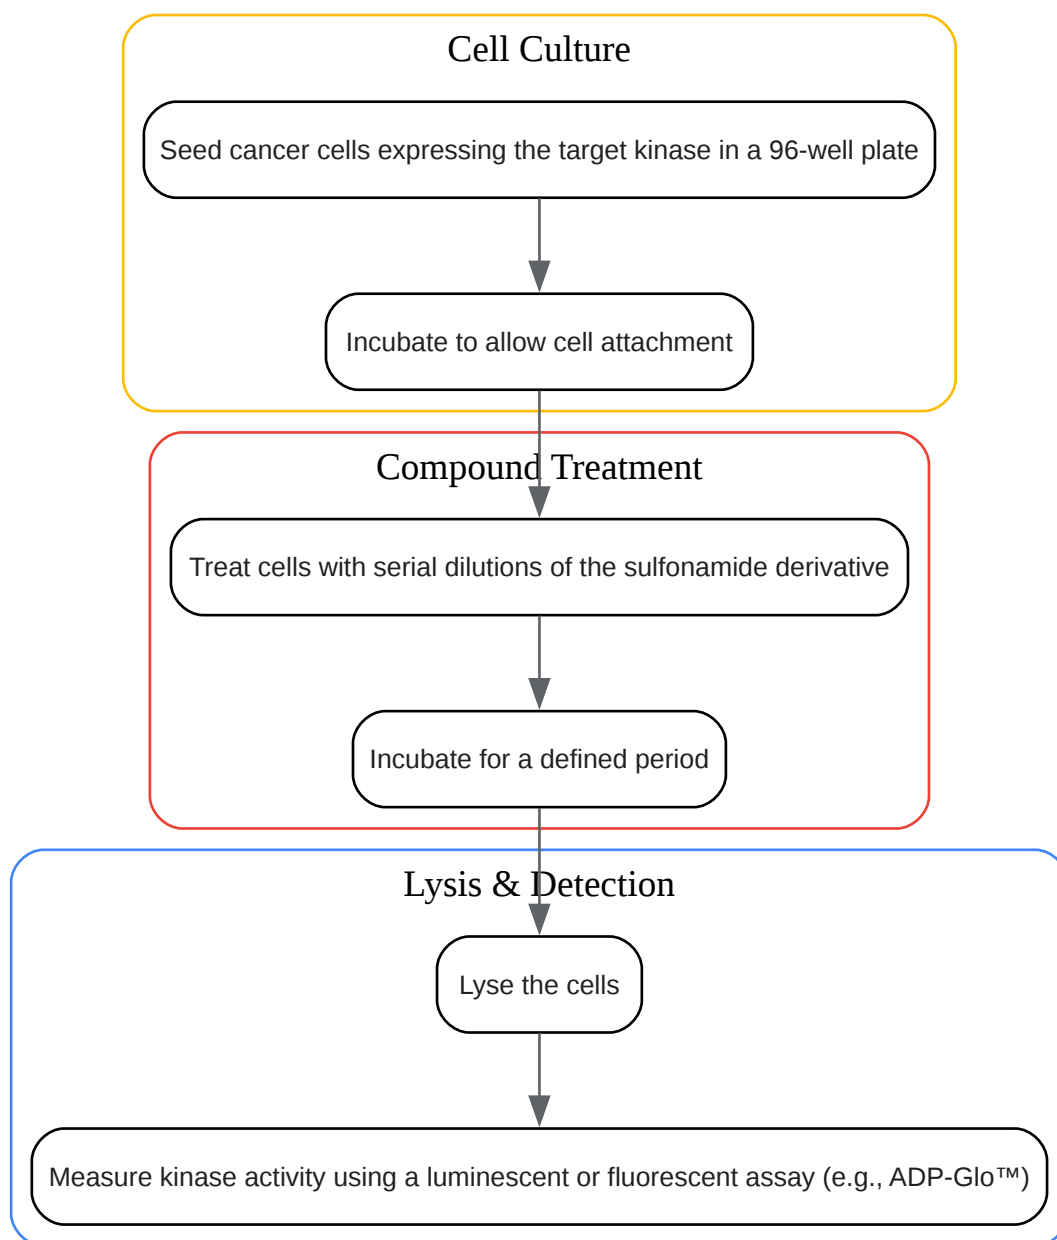 Cell Culture
Seed cancer cells expressing the target kinase in a 96-well plate
Incubate to allow cell attachment
Compound Treatment
Treat cells with serial dilutions of the sulfonamide derivative
Incubate for a defined period
Lysis & Detection
Lyse the cells
Measure kinase activity using a luminescent or fluorescent assay (e.g., ADP-Glo™)